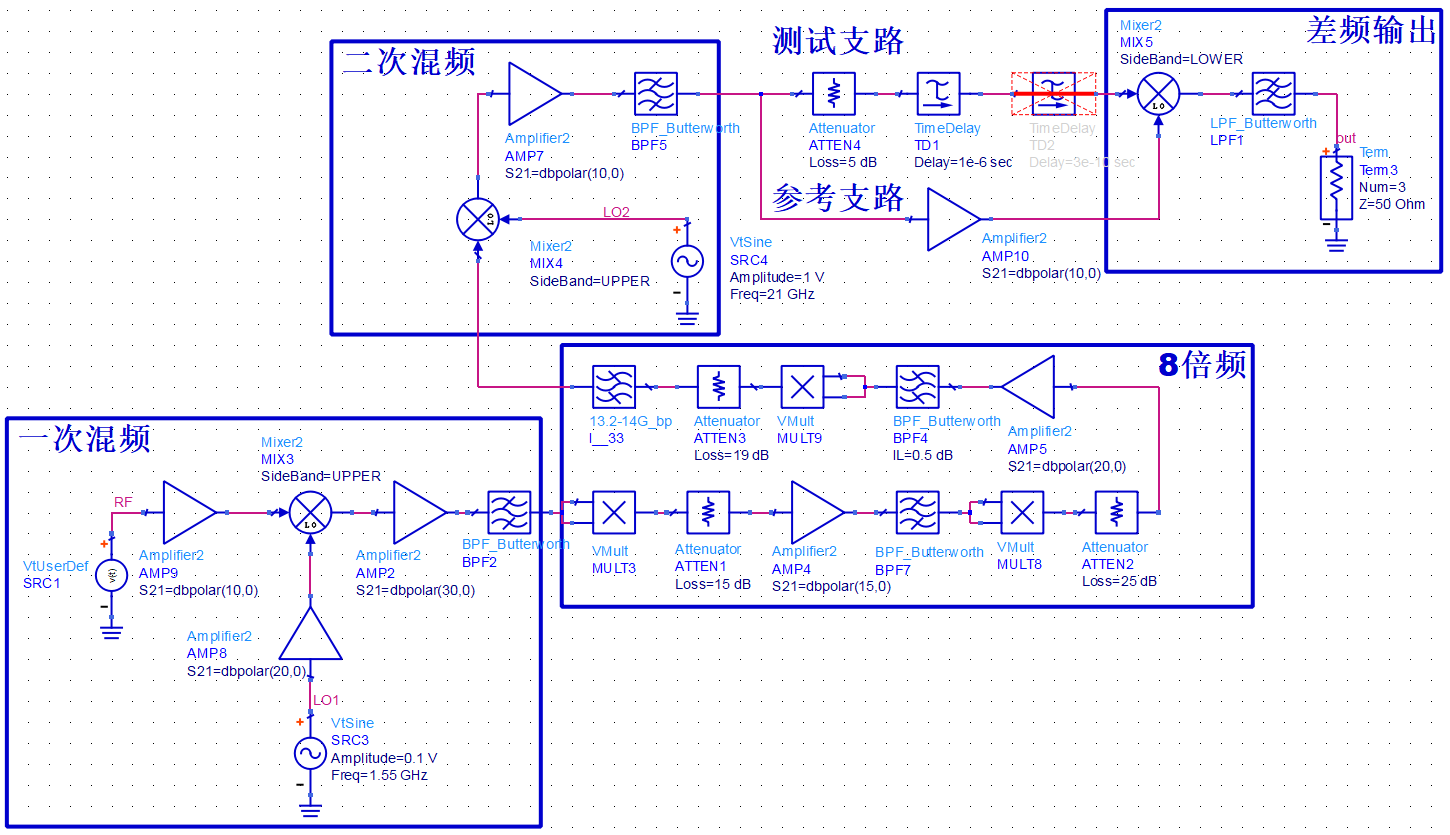 二次混频
Amplifier2
AMP7
S21=dbpolar(10,0)
BPF_Butterworth
BPF5
LO
Mixer2
MIX4
SideBand=UPPER
LO2
+
VtSine
SRC4
Amplitude=1 V
Freq=21 GHz
-
测试支路
Attenuator
ATTEN4
Loss=5 dB
TimeDelay
TD1
Delay=1e-6 sec
TimeDelay
TD2
参考支路
Amplifier2
AMP10
S21=dbpolar(10,0)
差频输出
Mixer2
MIX5
SideBand=LOWER
LO
LPF_Butterworth
LPF1
out
+
Term
Term3
Num=3
Z=50 Ohm
-
8倍频
13.2-14G_bp
I__33
Attenuator
ATTEN3
Loss=19 dB
VMult
MULT9
BPF_Butterworth
BPF4
IL=0.5 dB
Amplifier2
AMP5
S21=dbpolar(20,0)
VMult
MULT3
Attenuator
ATTEN1
Loss=15 dB
Amplifier2
AMP4
S21=dbpolar(15,0)
BPF_Butterworth
BPF7
VMult
MULT8
Attenuator
ATTEN2
Loss=25 dB
一次混频
RF
+
VtUserDef
SRC1
V(t)
-
Amplifier2
AMP9
S21=dbpolar(10,0)
Mixer2
MIX3
SideBand=UPPER
LO
Amplifier2
AMP2
S21=dbpolar(30,0)
BPF_Butterworth
BPF2
Amplifier2
AMP8
S21=dbpolar(20,0)
LO1
+
VtSine
SRC3
Amplitude=0.1 V
Freq=1.55 GHz
-